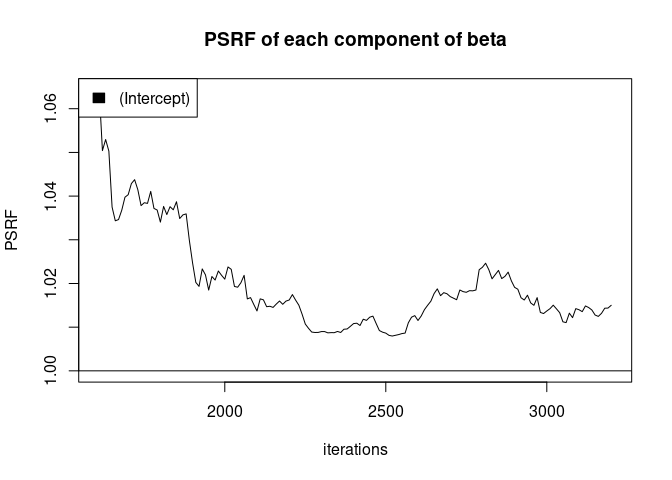 PSRF of each component of beta
(Intercept)
PSRF
1.06
1.04
1.02
1.00
2000 2500 3000
iterations